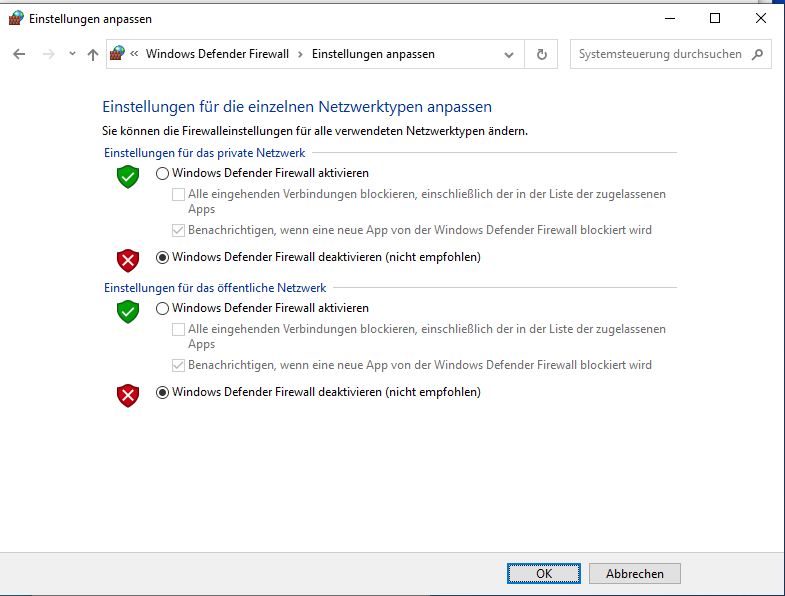 Einstellungen anpassen
« Windows Defender Firewall › Einstellungen anpassen
Systemsteuerung durchsuchen
Einstellungen für die einzelnen Netzwerktypen anpassen
Sie können die Firewalleinstellungen für alle verwendeten Netzwerktypen ändern.
Einstellungen für das private Netzwerk
Windows Defender Firewall aktivieren
Alle eingehenden Verbindungen blockieren, einschließlich der in der Liste der zugelassenen
Apps
Benachrichtigen, wenn eine neue App von der Windows Defender Firewall blockiert wird
Windows Defender Firewall deaktivieren (nicht empfohlen)
Einstellungen für das öffentliche Netzwerk
Windows Defender Firewall aktivieren
Alle eingehenden Verbindungen blockieren, einschließlich der in der Liste der zugelassenen
Apps
Benachrichtigen, wenn eine neue App von der Windows Defender Firewall blockiert wird
Windows Defender Firewall deaktivieren (nicht empfohlen)
OK
Abbrechen